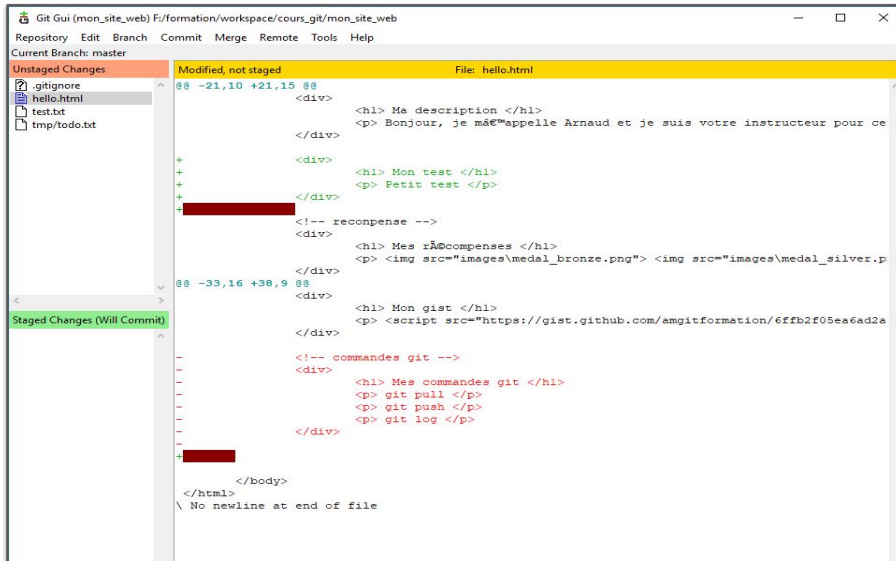 Git Gui (mon_site_web) F:/formation/workspace/cours_git/mon_site_web
Repository Edit Branch Commit Merge Remote Tools Help
Current Branch: master
Unstaged Changes
.gitignore
hello.html
test.txt
tmp/todo.txt
Staged Changes (Will Commit)
Modified, not staged File: hello.html
@@ -21,10 +21,15 @@
<div>
<h1> Ma description </h1>
<p> Bonjour, je mâ€™appelle Arnaud et je suis votre instructeur pour ce
</div>
+ <div>
+ <h1> Mon test </h1>
+ <p> Petit test </p>
+ </div>
+
<!-- reconpense -->
<div>
<h1> Mes rÃ©compenses </h1>
<p> <img src="images\medal_bronze.png"> <img src="images\medal_silver.p
</div>
@@ -33,16 +38,9 @@
<div>
<h1> Mon gist </h1>
<p> <script src="https://gist.github.com/amgitformation/6ffb2f05ea6ad2a
</div>
- <!-- commandes git -->
- <div>
- <h1> Mes commandes git </h1>
- <p> git pull </p>
- <p> git push </p>
- <p> git log </p>
- </div>
-
+
</body>
</html>
\ No newline at end of file